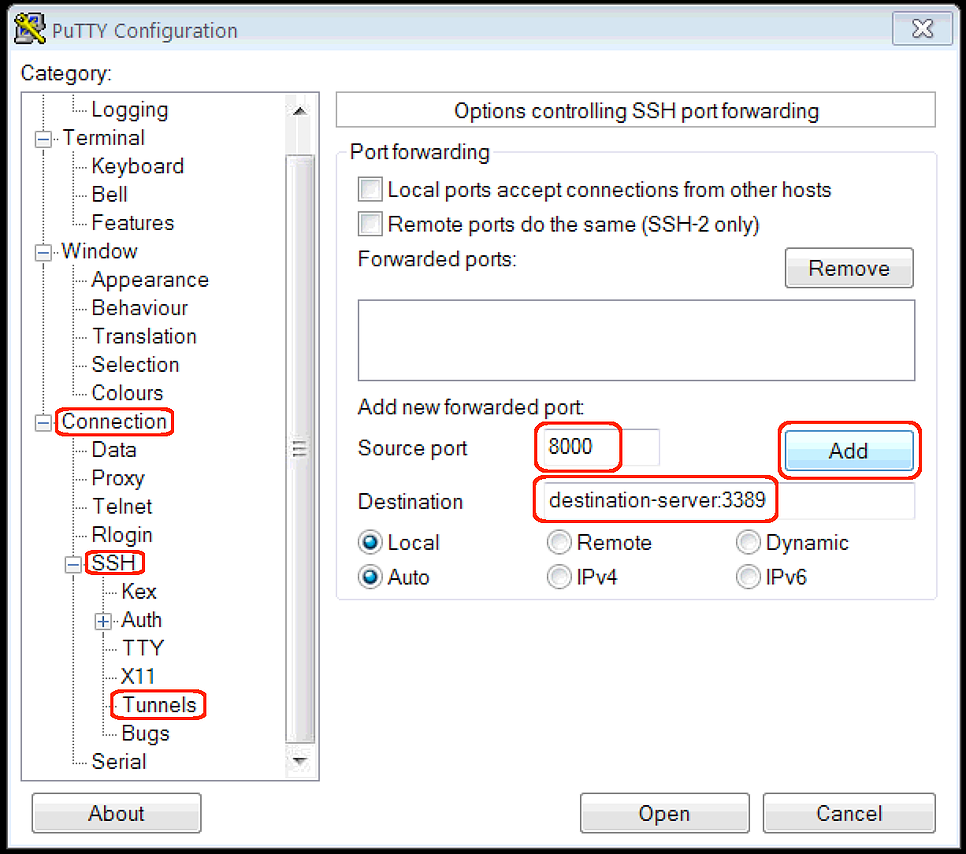 PuTTY Configuration
Category:
Logging
Terminal
Keyboard
Bell
Features
Window
Appearance
Behaviour
Translation
Selection
Colours
Connection
Data
Proxy
Telnet
Rlogin
SSH
Kex
Auth
TTY
X11
Tunnels
Bugs
Serial
Options controlling SSH port forwarding
Port forwarding
Local ports accept connections from other hosts
Remote ports do the same (SSH-2 only)
Forwarded ports:
Remove
Add new forwarded port:
Source port 8000 Add
Destination destination-server:3389
Local Remote Dynamic
Auto IPv4 IPv6
About Open Cancel